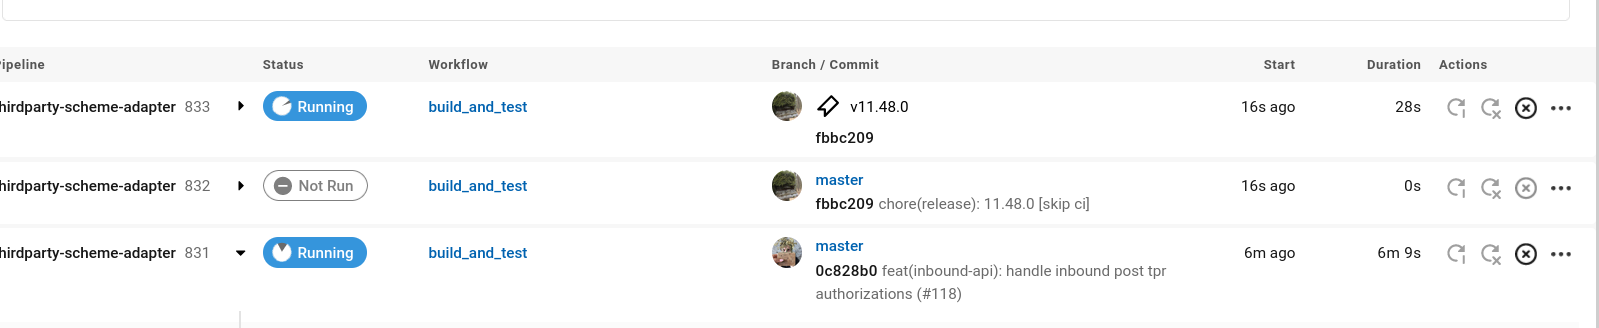 Pipeline Status Workflow Branch / Commit Start Duration Actions
hirdparty-scheme-adapter 833 Running build_and_test v11.48.0 16s ago 28s
fbbc209
hirdparty-scheme-adapter 832 Not Run build_and_test master 16s ago 0s
fbbc209 chore(release): 11.48.0 [skip ci]
hirdparty-scheme-adapter 831 Running build_and_test master 6m ago 6m 9s
0c828b0 feat(inbound-api): handle inbound post tpr
authorizations (#118)